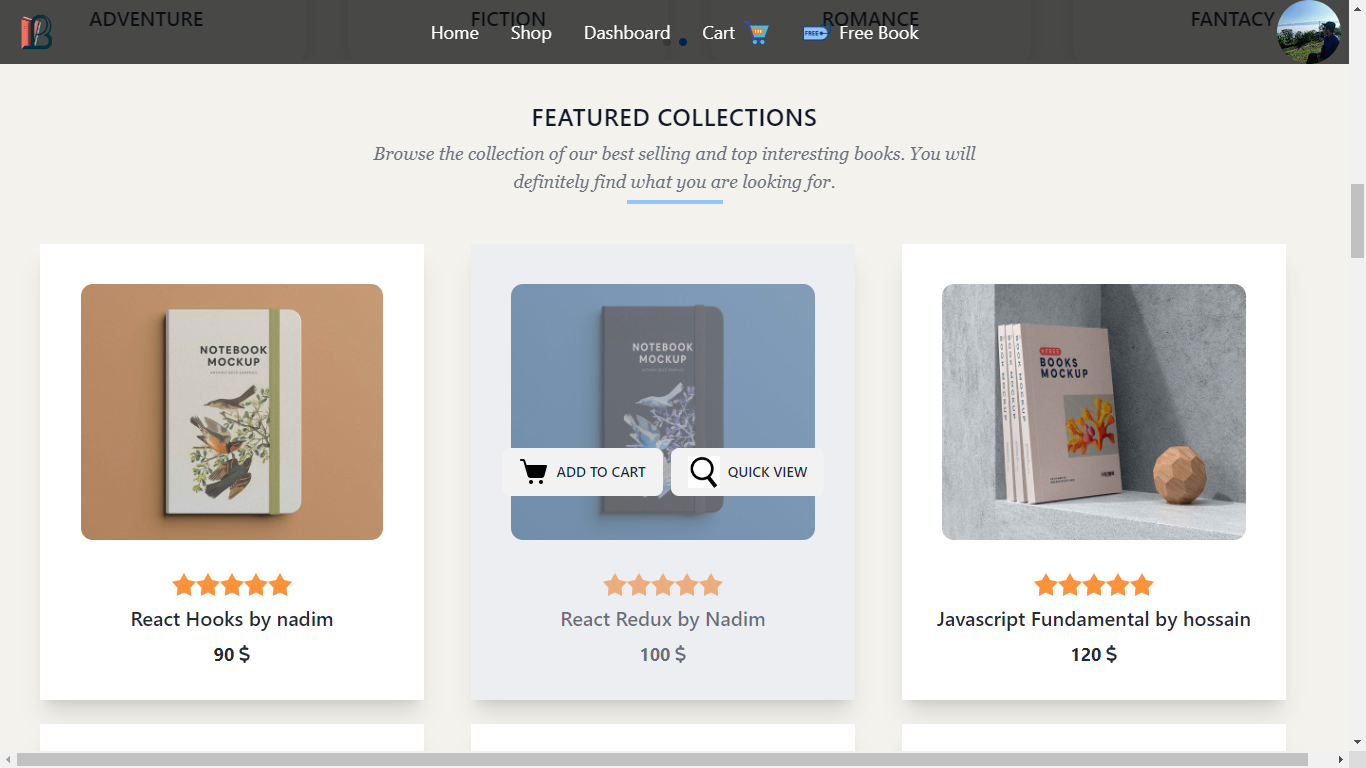 ADVENTURE
FICTION
ROMANCE
FANTACY
Home
Shop
Dashboard
Cart
FREE
Free Book
FEATURED COLLECTIONS
Browse the collection of our best selling and top interesting books. You will
definitely find what you are looking for.
NOTEBOOK
MOCKUP
NOTEBOOK
MOCKUP
BOOKS
MOCKUP
ADD TO CART
QUICK VIEW
React Hooks by nadim
90 $
React Redux by Nadim
100 $
Javascript Fundamental by hossain
120 $